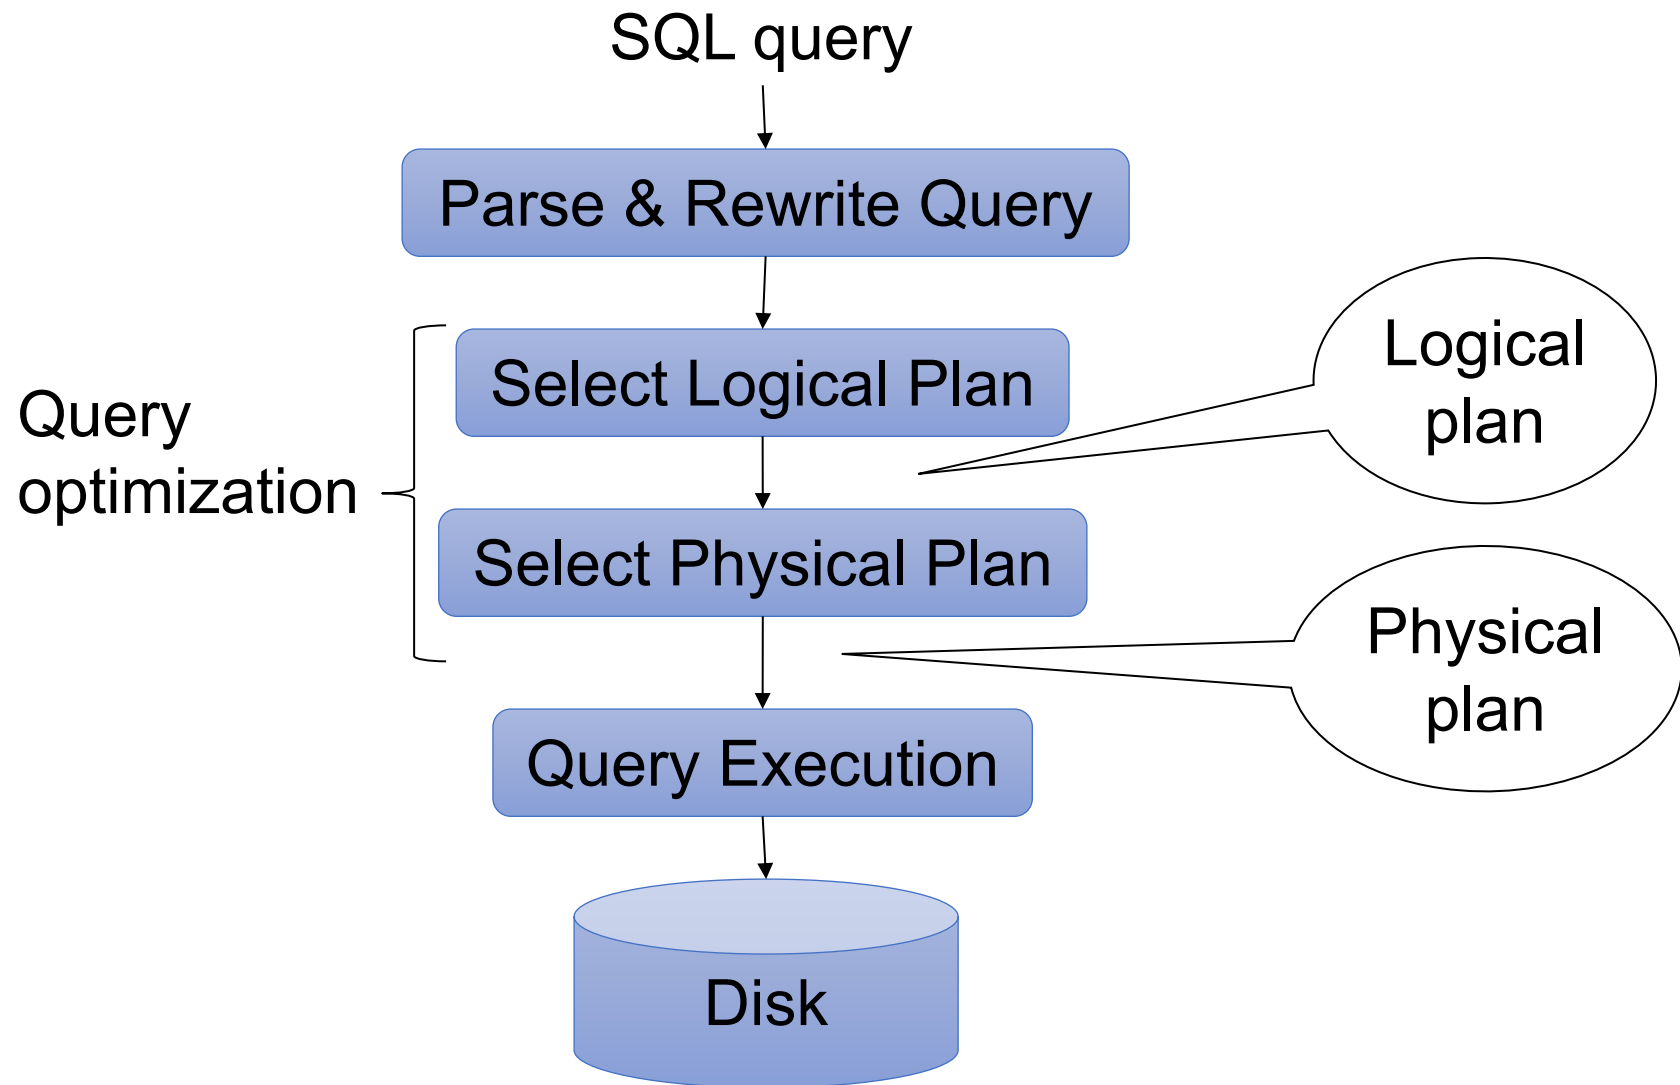 SQL query
Parse & Rewrite Query
Select Logical Plan
Logical
plan
Query
optimization
Select Physical Plan
Physical
plan
Query Execution
Disk